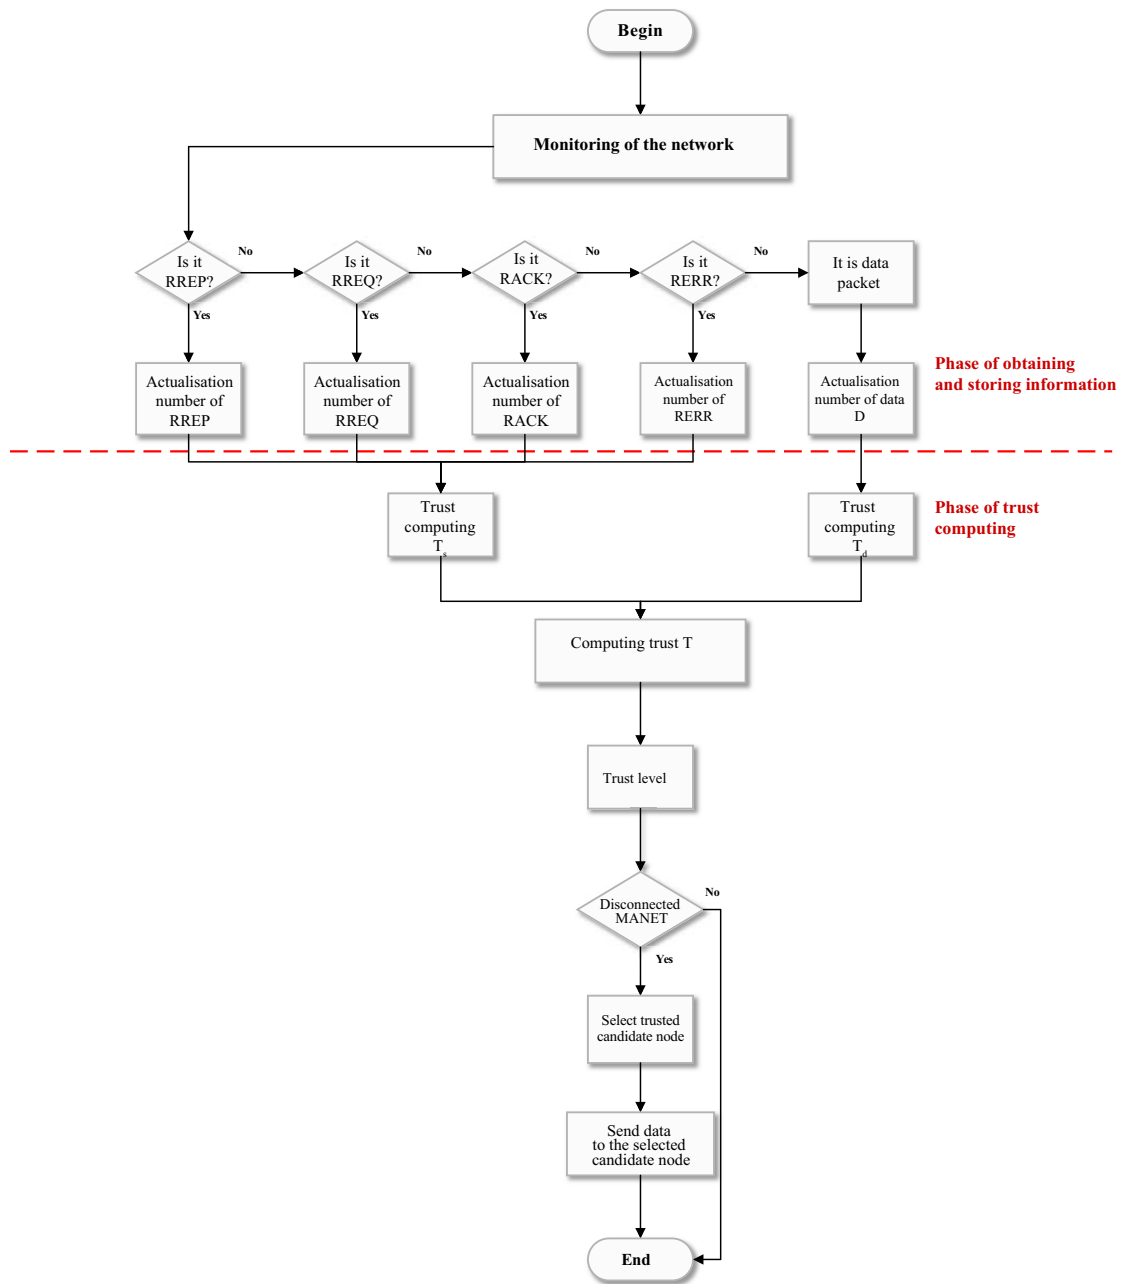 Begin
Monitoring of the network
Is it
RREP?
No
Is it
RREQ?
No
Is it
RACK?
No
Is it
RERR?
No
It is data
packet
Yes
Yes
Yes
Yes
Actualisation
number of
RREP
Actualisation
number of
RREQ
Actualisation
number of
RACK
Actualisation
number of
RERR
Actualisation
number of data
D
Phase of obtaining
and storing information
Trust
computing
Ts
Trust
computing
Td
Phase of trust
computing
Computing trust T
Trust level
Disconnected
MANET
No
Yes
Select trusted
candidate node
Send data
to the selected
candidate node
End